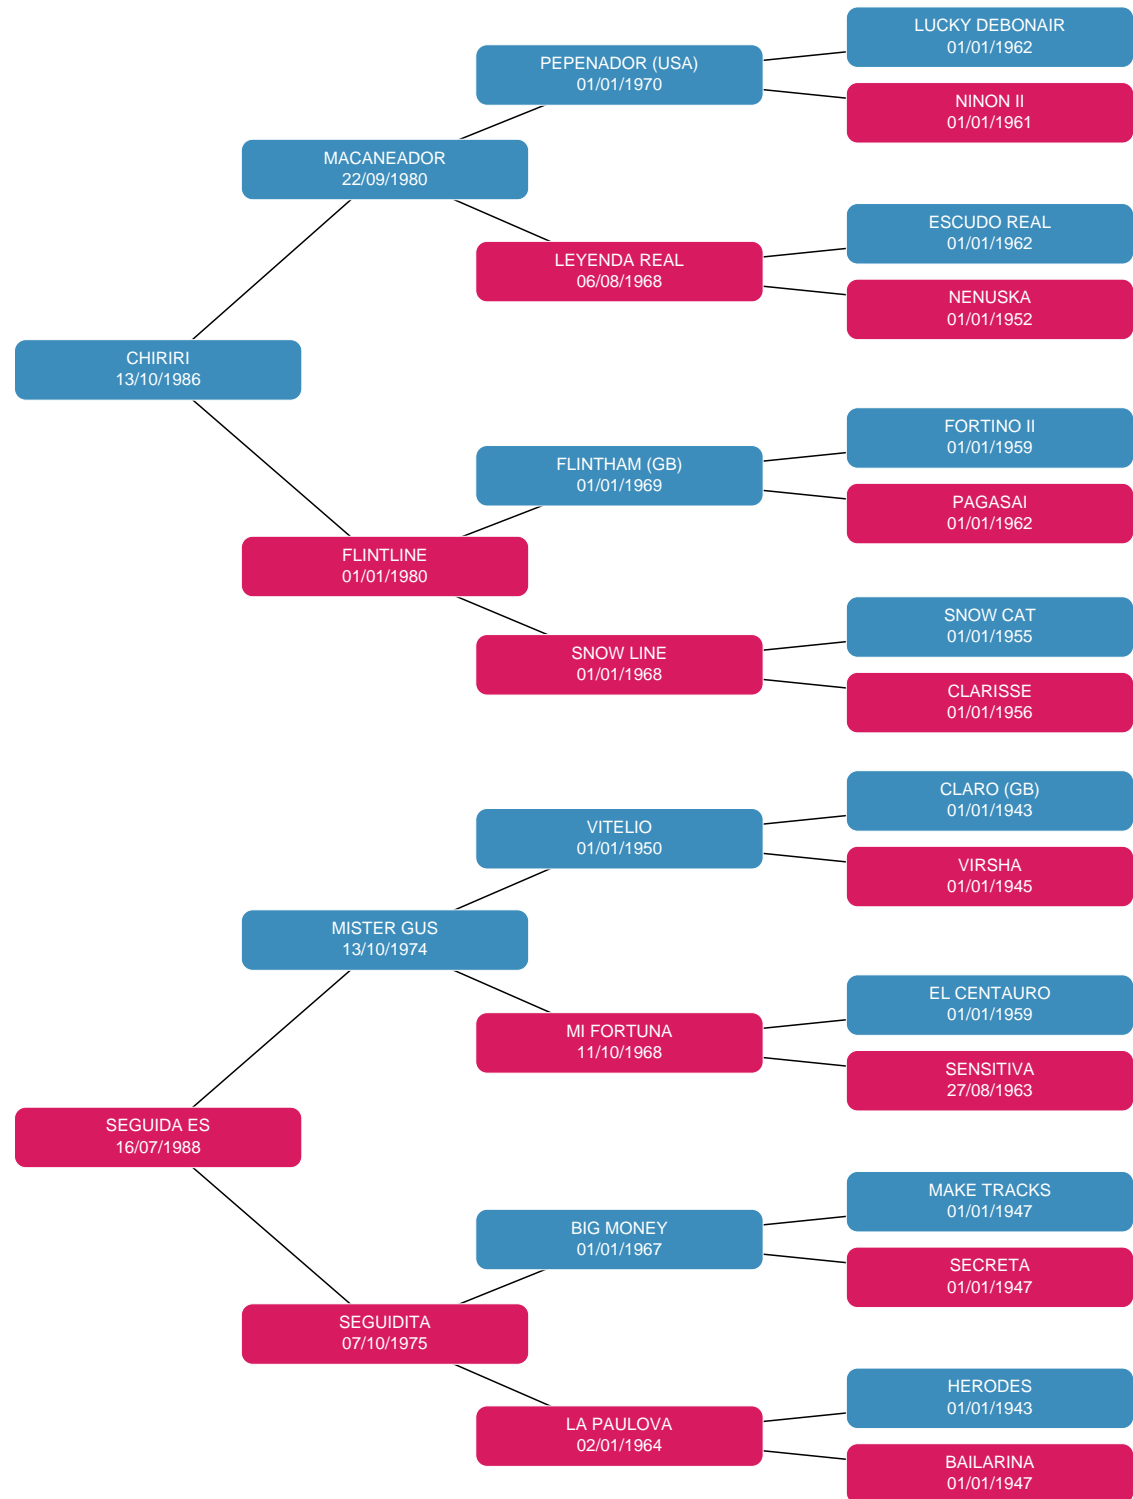 LUCKY DEBONAIR
01/01/1962
PEPENADOR (USA)
01/01/1970
NINON II
01/01/1961
MACANEADOR
22/09/1980
ESCUDO REAL
01/01/1962
LEYENDA REAL
06/08/1968
NENUSKA
01/01/1952
CHIRIRI
13/10/1986
FORTINO II
01/01/1959
FLINTHAM (GB)
01/01/1969
PAGASAI
01/01/1962
FLINTLINE
01/01/1980
SNOW CAT
01/01/1955
SNOW LINE
01/01/1968
CLARISSE
01/01/1956
CLARO (GB)
01/01/1943
VITELIO
01/01/1950
VIRSHA
01/01/1945
MISTER GUS
13/10/1974
EL CENTAURO
01/01/1959
MI FORTUNA
11/10/1968
SENSITIVA
27/08/1963
SEGUIDA ES
16/07/1988
MAKE TRACKS
01/01/1947
BIG MONEY
01/01/1967
SECRETA
01/01/1947
SEGUIDITA
07/10/1975
HERODES
01/01/1943
LA PAULOVA
02/01/1964
BAILARINA
01/01/1947